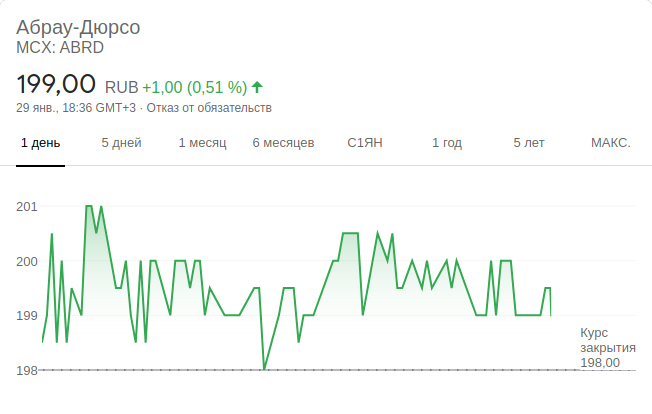 Абрау-Дюрсо
MCX: ABRD
199,00 RUB +1,00 (0,51 %)
29 янв., 18:36 GMT+3 · Отказ от обязательств
1 день 5 дней 1 месяц 6 месяцев С1ЯН 1 год 5 лет МАКС.
201
200
199
Курс
закрытия
198,00
198